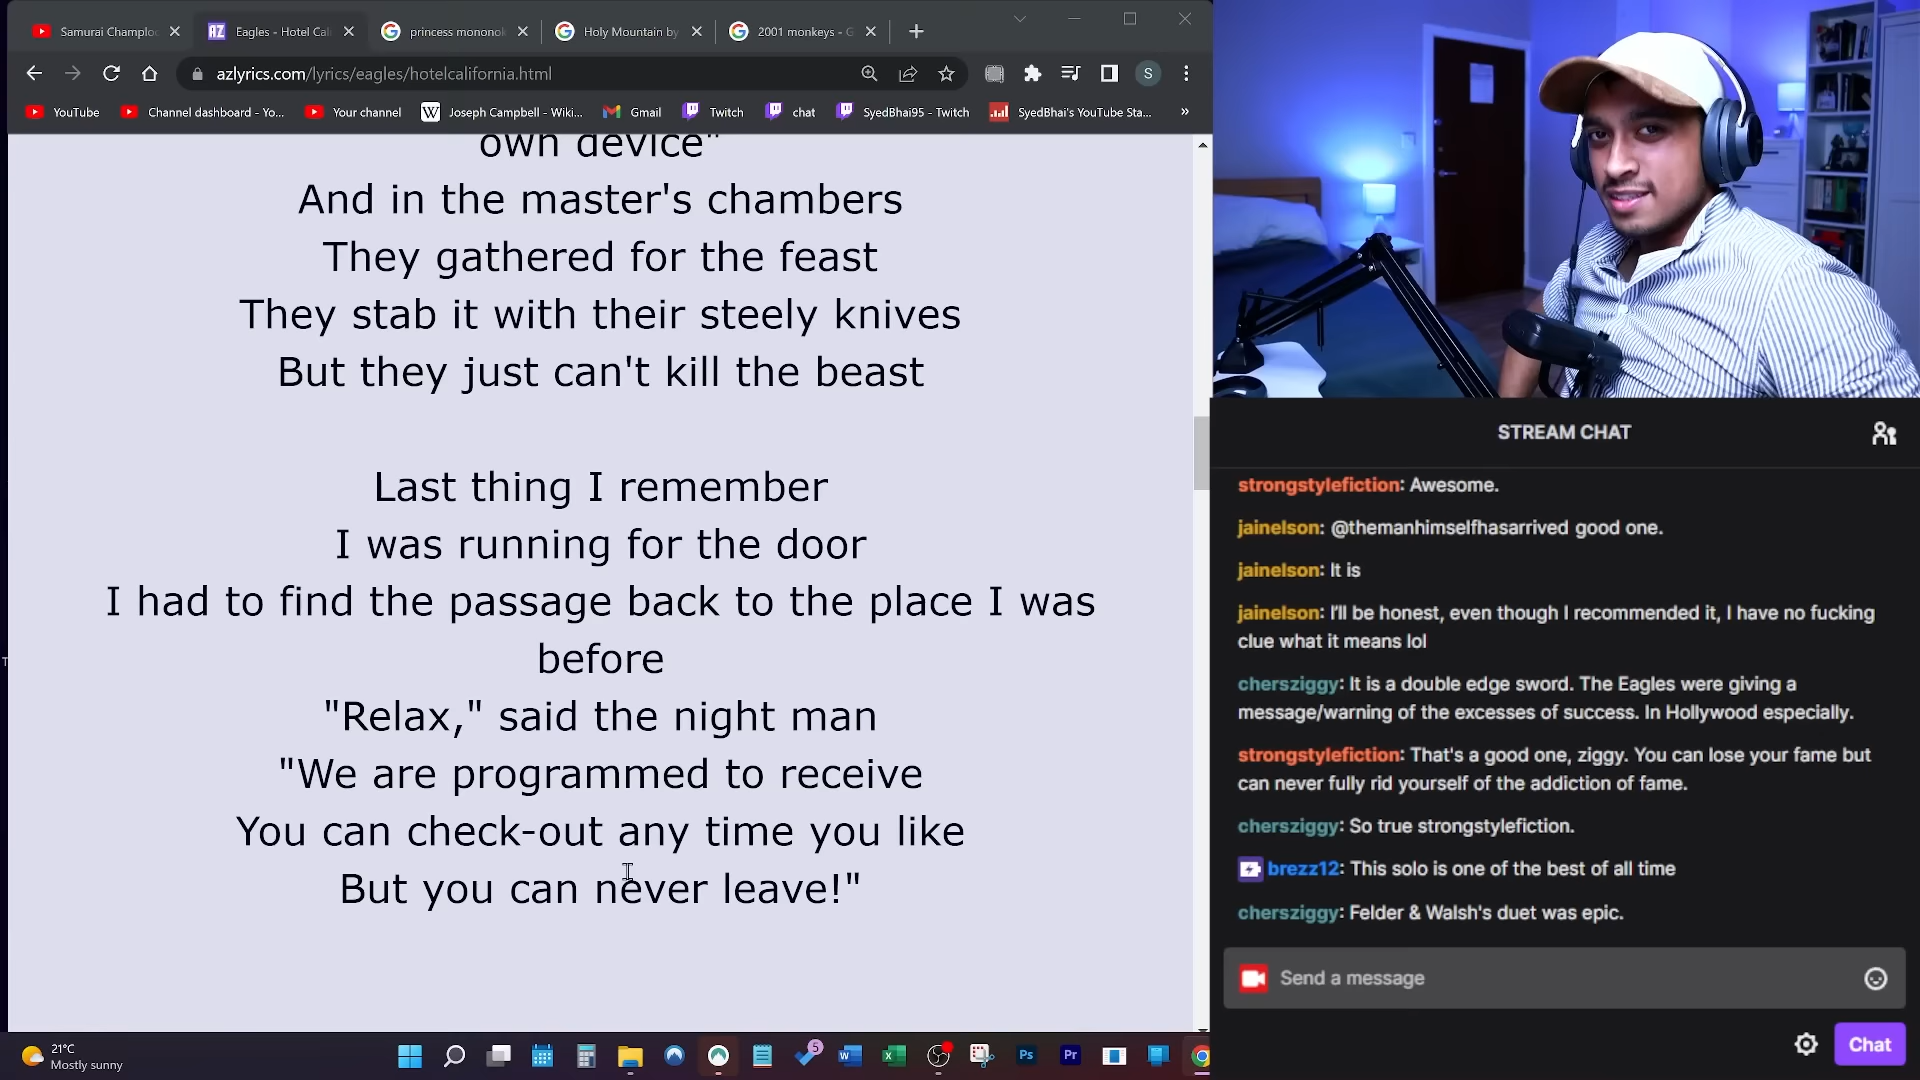 Samurai Champloo
Eagles - Hotel Cali
princess mononok
Holy Mountain by
2001 monkeys - G
azlyrics.com/lyrics/eagles/hotelcalifornia.html
S
YouTube
Channel dashboard - Yo...
Your channel
Joseph Campbell - Wiki...
Gmail
Twitch
chat
SyedBhai95 - Twitch
SyedBhai's YouTube Sta...
»
own device"
And in the master's chambers
They gathered for the feast
They stab it with their steely knives
But they just can't kill the beast
Last thing I remember
I was running for the door
I had to find the passage back to the place I was
before
"Relax," said the night man
"We are programmed to receive
You can check-out any time you like
But you can never leave!"
STREAM CHAT
strongstylefiction: Awesome.
jainelson: @themanhimselfhasarrived good one.
jainelson: It is
jainelson: I'll be honest, even though I recommended it, I have no fucking
clue what it means lol
chersziggy: It is a double edge sword. The Eagles were giving a
message/warning of the excesses of success. In Hollywood especially.
strongstylefiction: That's a good one, ziggy. You can lose your fame but
can never fully rid yourself of the addiction of fame.
chersziggy: So true strongstylefiction.
brezz12: This solo is one of the best of all time
chersziggy: Felder & Walsh's duet was epic.
Send a message
Chat
21°C
Mostly sunny
5
Ps
Pr